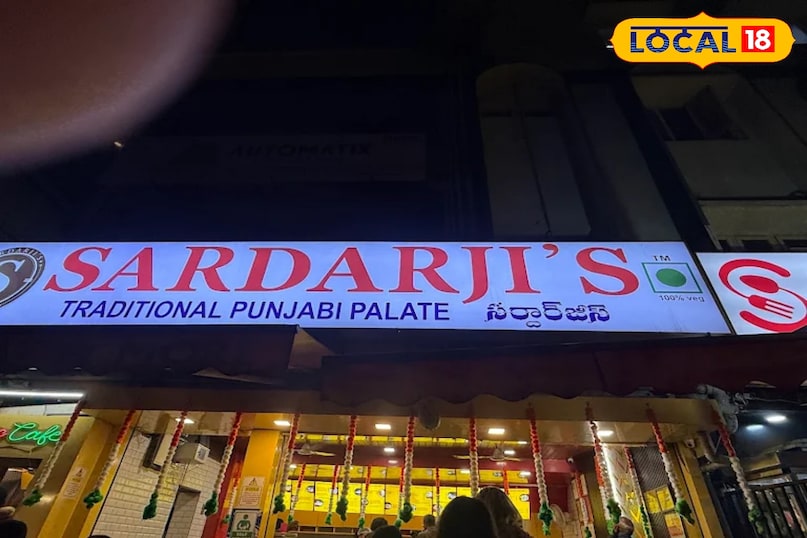 LOCAL 18
AUTOMATIX
SARDARJI'S
TM
100% veg
TRADITIONAL PUNJABI PALATE సర్దార్‌జీస్
Cafe